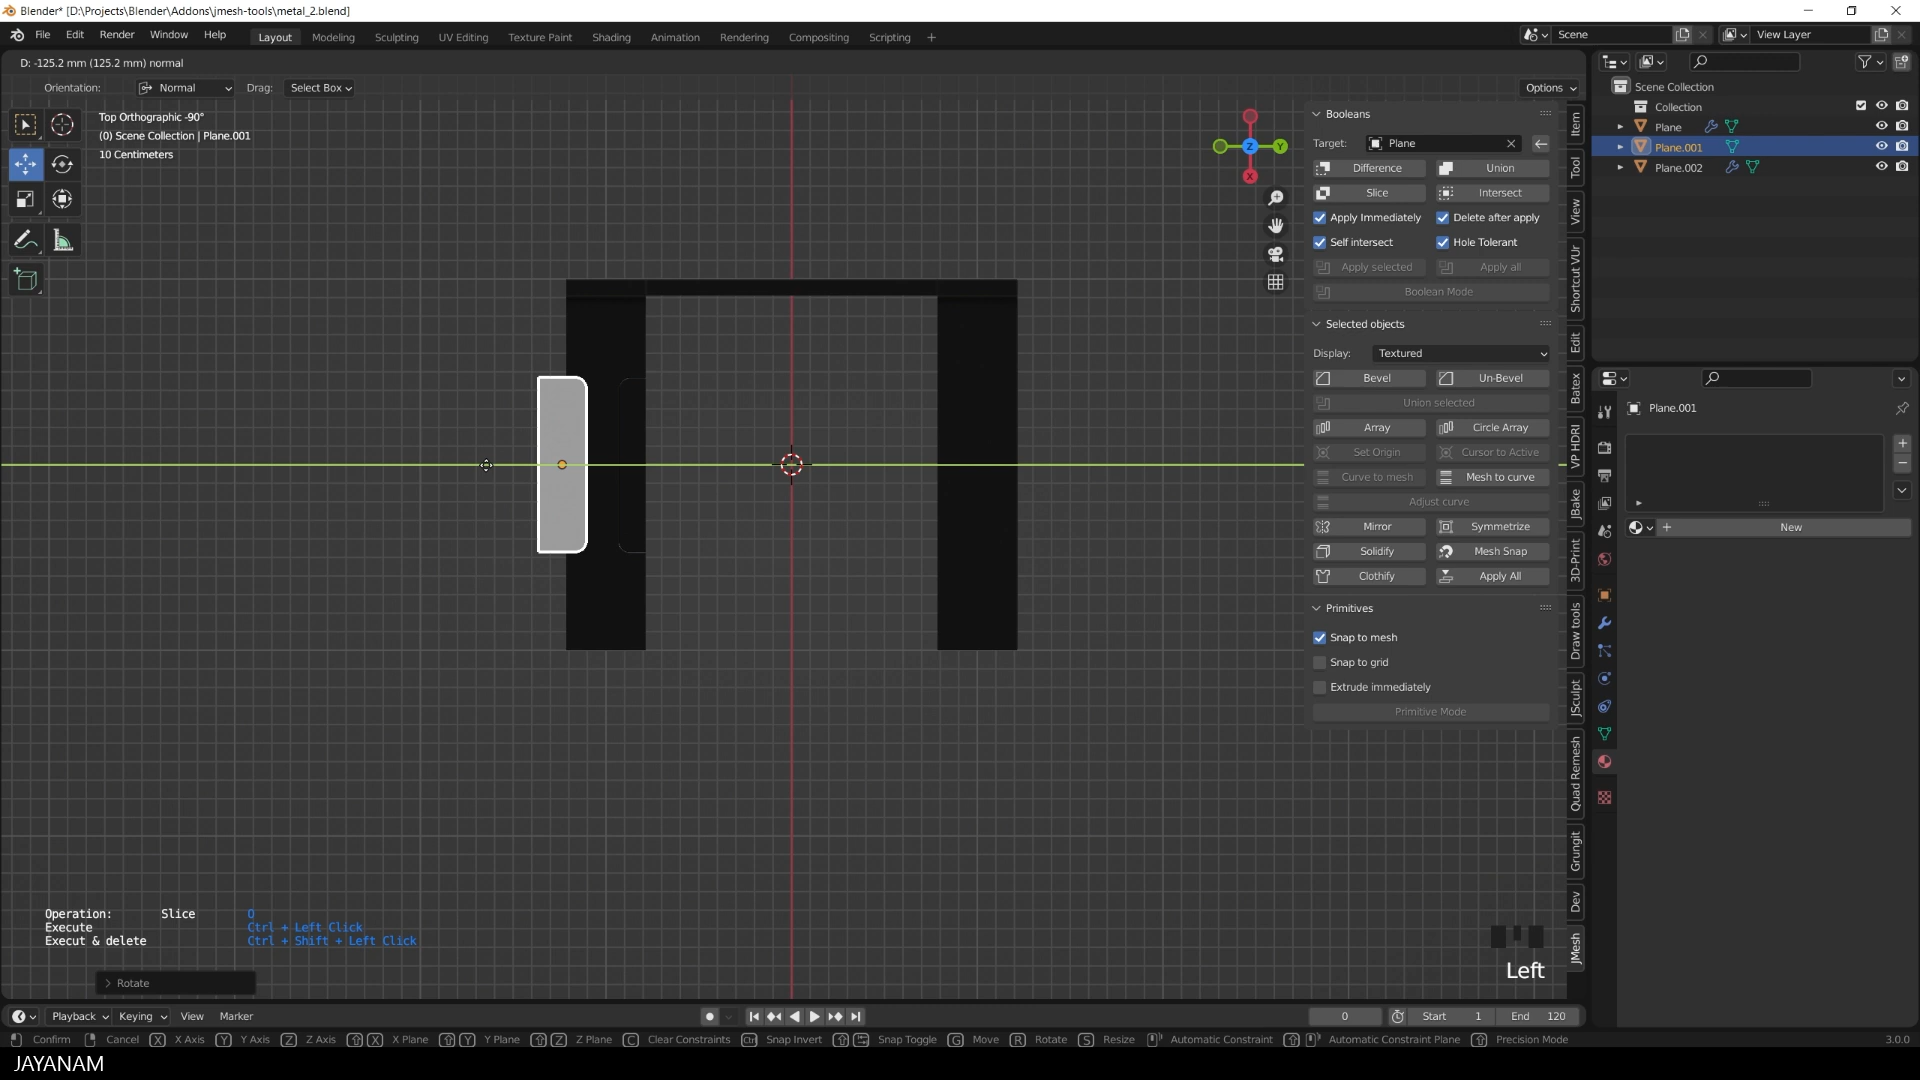 Blender* [D:\Projects\Blender\Addons\jmesh-tools\metal_2.blend]
File Edit Render Window Help Layout Modeling Sculpting UV Editing Texture Paint Shading Animation Rendering Compositing Scripting + Scene View Layer
D: -125.2 mm (125.2 mm) normal
Orientation: Normal Drag: Select Box Options
Top Orthographic -90°
(0) Scene Collection | Plane.001
10 Centimeters
Z Y X
Booleans
Target: Plane
Difference Union
Slice Intersect
Apply Immediately Delete after apply
Self intersect Hole Tolerant
Apply selected Apply all
Boolean Mode
Selected objects
Display: Textured
Bevel Un-Bevel
Union selected
Array Circle Array
Set Origin Cursor to Active
Curve to mesh Mesh to curve
Adjust curve
Mirror Symmetrize
Solidify Mesh Snap
Clothify Apply All
Primitives
Snap to mesh
Snap to grid
Extrude immediately
Primitive Mode
Item
Tool
View
Shortcut VUr
Edit
Batex
VP HDRI
JBake
3D-Print
Draw tools
JSculpt
Quad Remesh
Grungit
Dev
JMesh
Scene Collection
Collection
Plane
Plane.001
Plane.002
Plane.001
New
Operation: Slice O
Execute Ctrl + Left Click
Execut & delete Ctrl + Shift + Left Click
Left
Rotate
Playback Keying View Marker 0 Start 1 End 120
Confirm Cancel X X Axis Y Y Axis Z Z Axis X X Plane Y Y Plane Z Z Plane C Clear Constraints Ctrl Snap Invert Snap Toggle G Move R Rotate S Resize Automatic Constraint Automatic Constraint Plane Precision Mode 3.0.0
JAYANAM